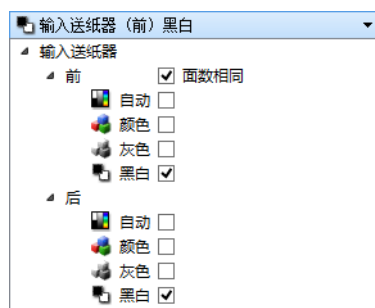 输入送纸器（前）黑白
输入送纸器
前 面数相同
自动
颜色
灰色
黑白
后
自动
颜色
灰色
黑白